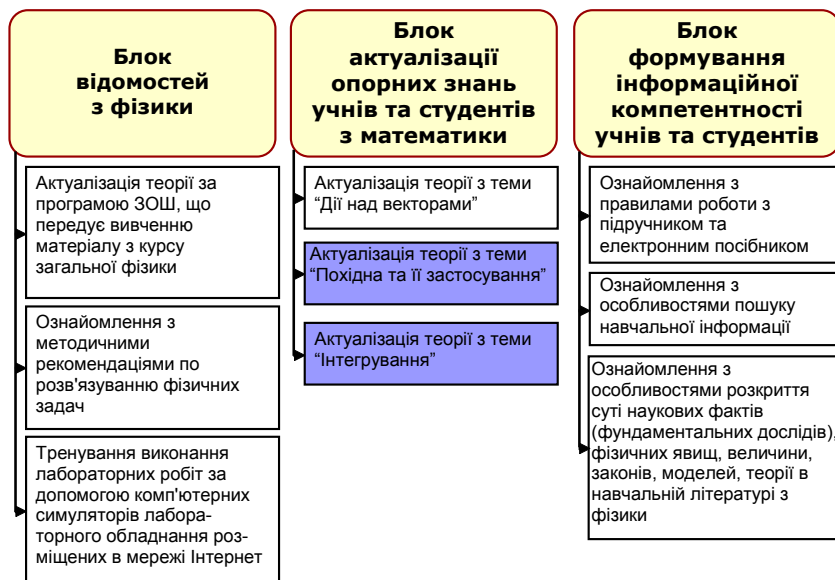 Блок
відомостей
з фізики
Актуалізація теорії за
програмою ЗОШ, що
передує вивченню
матеріалу з курсу
загальної фізики
Ознайомлення з
методичними
рекомендаціями по
розв'язуванню фізичних
задач
Тренування виконання
лабораторних робіт за
допомогою комп'ютерних
симуляторів лабора-
торного обладнання роз-
міщених в мережі Інтернет
Блок
актуалізації
опорних знань
учнів та студентів
з математики
Актуалізація теорії з теми
“Дії над векторами”
Актуалізація теорії з теми
“Похідна та її застосування”
Актуалізація теорії з теми
“Інтегрування”
Блок
формування
інформаційної
компетентності
учнів та студентів
Ознайомлення з
правилами роботи з
підручником та
електронним посібником
Ознайомлення з
особливостями пошуку
навчальної інформації
Ознайомлення з
особливостями розкриття
суті наукових фактів
(фундаментальних дослідів),
фізичних явищ, величини,
законів, моделей, теорії в
навчальній літературі з
фізики